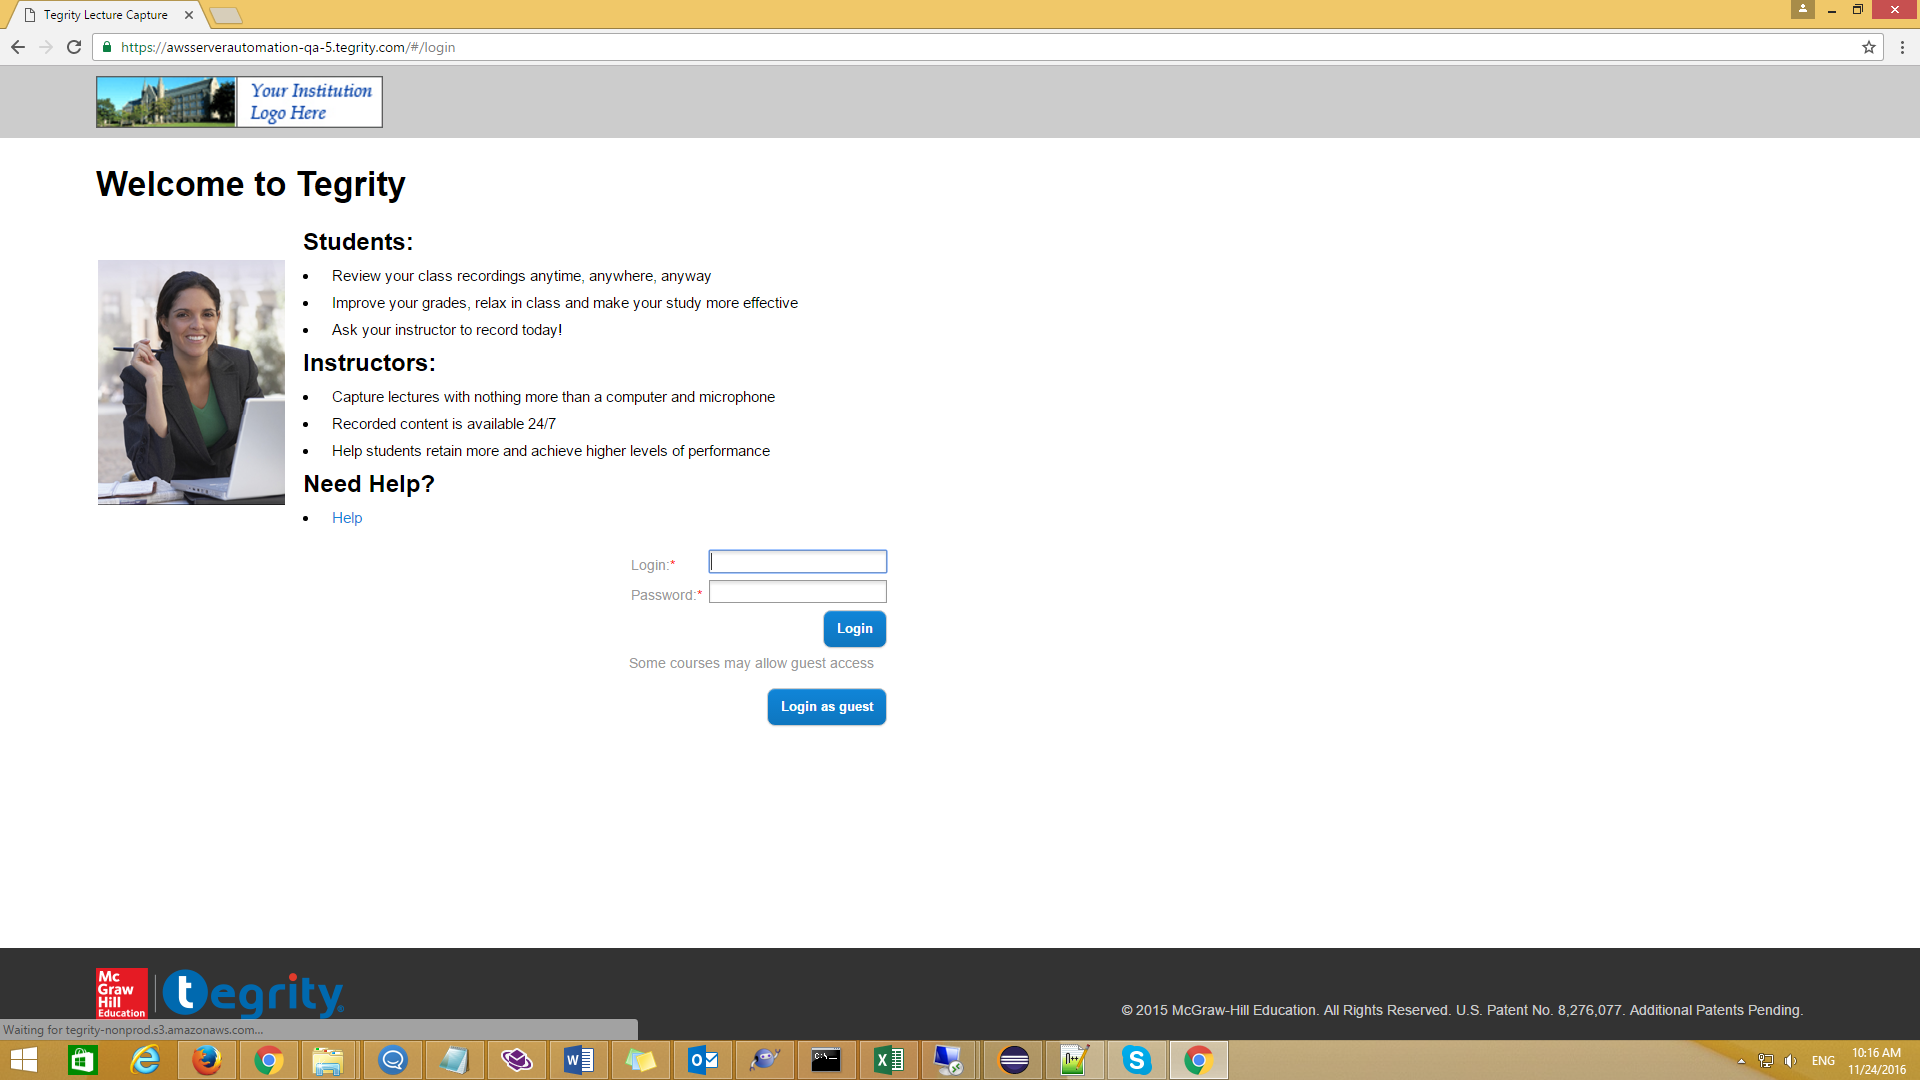 Tegrity Lecture Capture
https://awsserverautomation-qa-5.tegrity.com/#/login
Your Institution
Logo Here
Welcome to Tegrity
Students:
Review your class recordings anytime, anywhere, anyway
Improve your grades, relax in class and make your study more effective
Ask your instructor to record today!
Instructors:
Capture lectures with nothing more than a computer and microphone
Recorded content is available 24/7
Help students retain more and achieve higher levels of performance
Need Help?
Help
Login:*
Password:*
Login
Some courses may allow guest access
Login as guest
Mc
Graw
Hill
Education
tegrity
© 2015 McGraw-Hill Education. All Rights Reserved. U.S. Patent No. 8,276,077. Additional Patents Pending.
Waiting for tegrity-nonprod.s3.amazonaws.com...
ENG
10:16 AM
11/24/2016